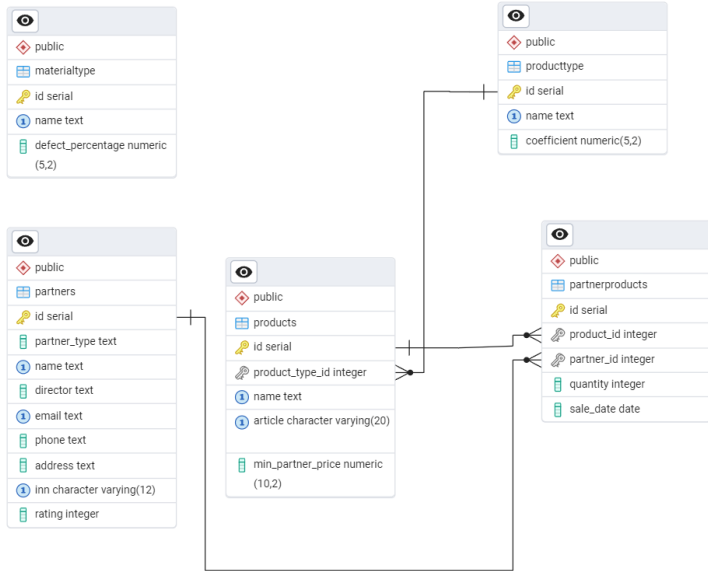 public
materialtype
id serial
name text
defect_percentage numeric
(5,2)
public
producttype
id serial
name text
coefficient numeric(5,2)
public
partners
id serial
partner_type text
name text
director text
email text
phone text
address text
inn character varying(12)
rating integer
public
products
id serial
product_type_id integer
name text
article character varying(20)
min_partner_price numeric
(10,2)
public
partnerproducts
id serial
product_id integer
partner_id integer
quantity integer
sale_date date